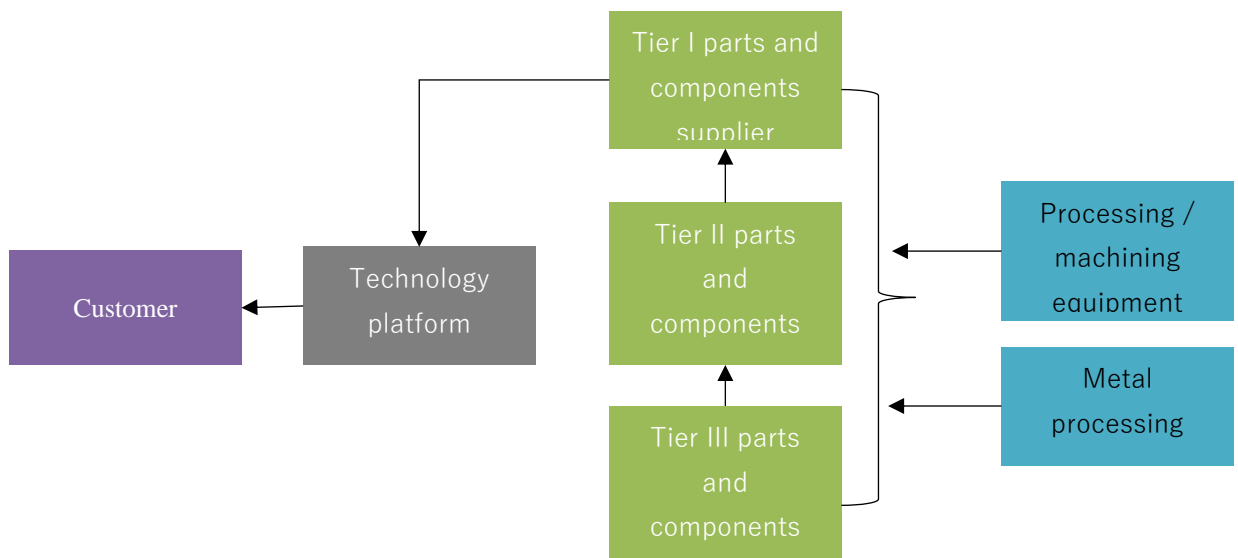 Tier I parts and
components
supplier
Customer
Technology
platform
Tier II parts
and
components
Tier III parts
and
components
Processing /
machining
equipment
Metal
processing